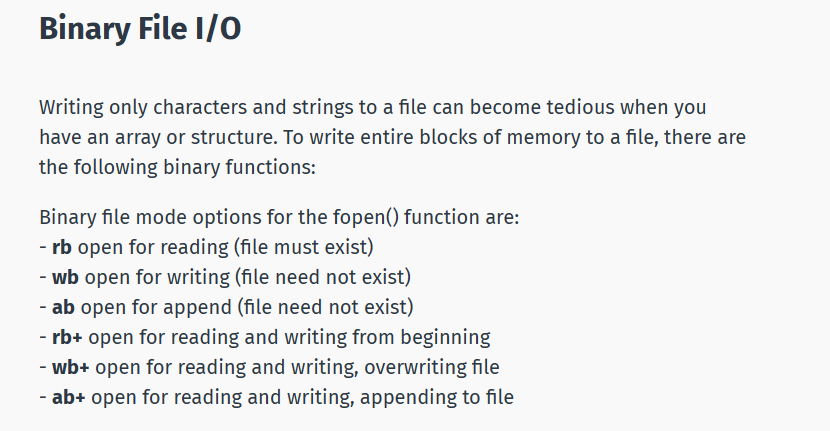 Binary File I/O
Writing only characters and strings to a file can become tedious when you
have an array or structure. To write entire blocks of memory to a file, there are
the following binary functions:
Binary file mode options for the fopen() function are:
- rb open for reading (file must exist)
- wb open for writing (file need not exist)
- ab open for append (file need not exist)
- rb+ open for reading and writing from beginning
- wb+ open for reading and writing, overwriting file
- ab+ open for reading and writing, appending to file